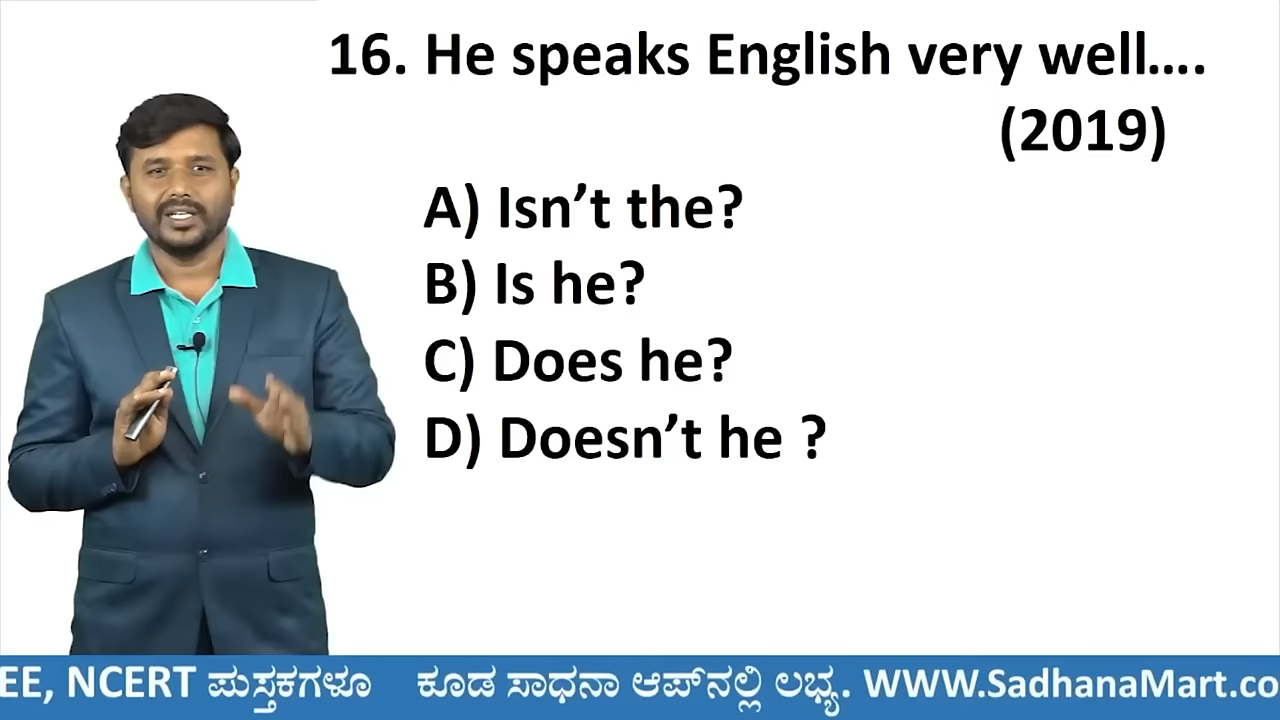 16. He speaks English very well….
(2019)
A) Isn’t the?
B) Is he?
C) Does he?
D) Doesn’t he ?
EE, NCERT ಪುಸ್ತಕಗಳೂ ಕೂಡ ಸಾಧನಾ ಆಪ್‌ನಲ್ಲಿ ಲಭ್ಯ. WWW.SadhanaMart.co